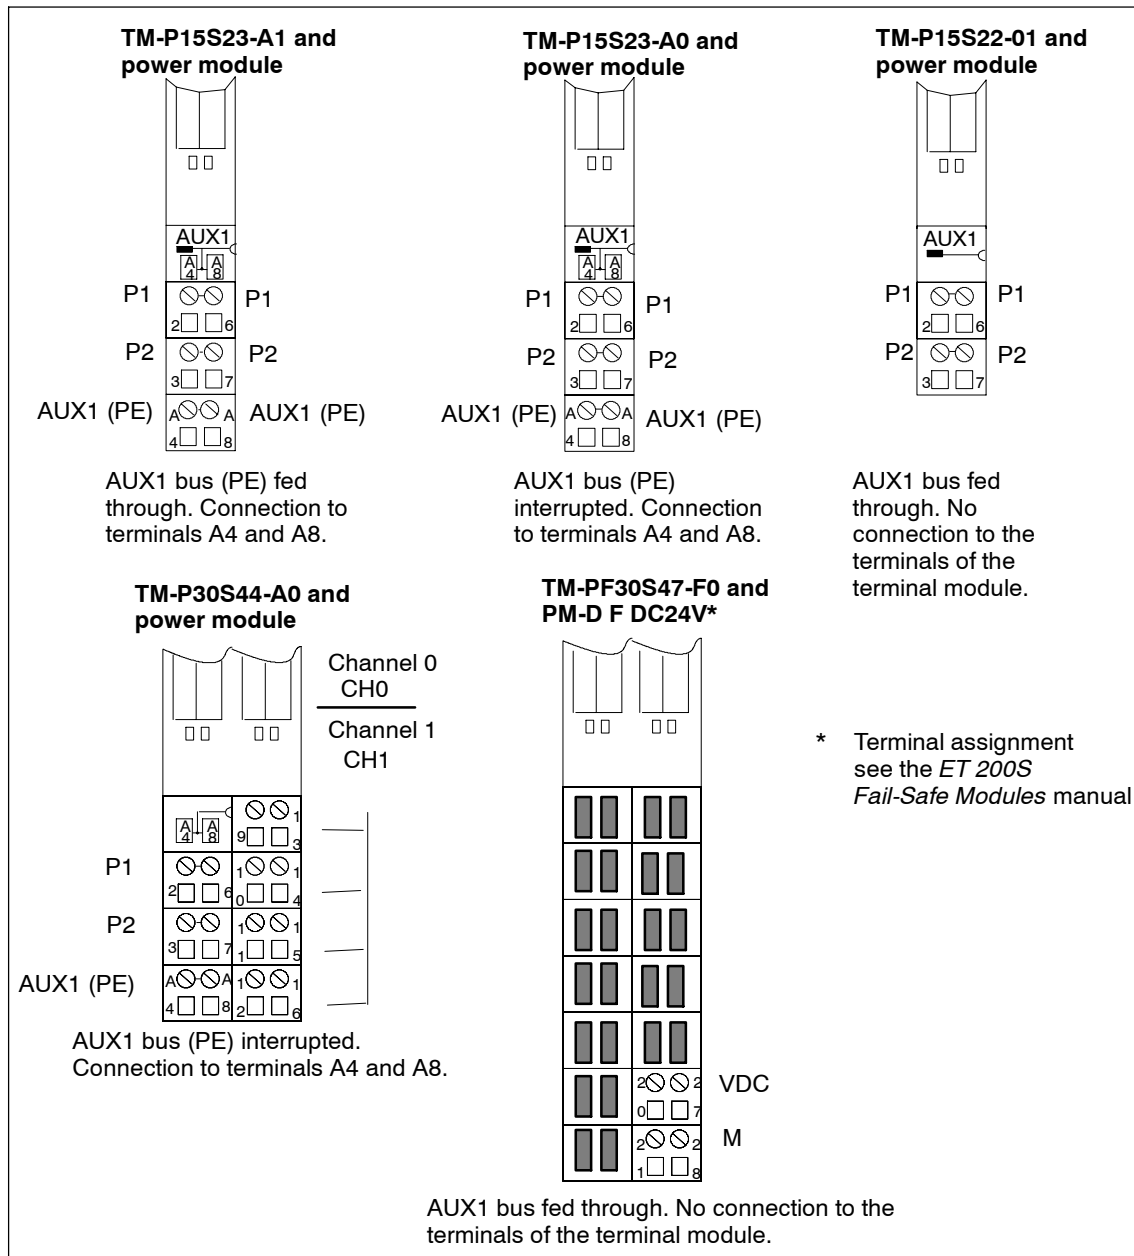 TM-P15S23-A1 and
power module
AUX1
A
4
A
8
P1
P1
2
6
P2
P2
3
7
AUX1 (PE)
A
A
AUX1 (PE)
4
8
AUX1 bus (PE) fed
through. Connection to
terminals A4 and A8.
TM-P15S23-A0 and
power module
AUX1
A
4
A
8
P1
P1
2
6
P2
P2
3
7
AUX1 (PE)
A
A
AUX1 (PE)
4
8
AUX1 bus (PE)
interrupted. Connection
to terminals A4 and A8.
TM-P15S22-01 and
power module
AUX1
P1
P1
2
6
P2
P2
3
7
AUX1 bus fed
through. No
connection to the
terminals of the
terminal module.
TM-P30S44-A0 and
power module
Channel 0
CH0
Channel 1
CH1
A
4
A
8
9
1
3
P1
2
6
1
0
1
4
P2
3
7
1
1
1
5
AUX1 (PE)
A
A
4
8
1
2
1
6
AUX1 bus (PE) interrupted.
Connection to terminals A4 and A8.
TM-PF30S47-F0 and
PM-D F DC24V*
2
0
2
7
VDC
2
1
2
8
M
AUX1 bus fed through. No connection to the
terminals of the terminal module.
* Terminal assignment
see the ET 200S
Fail-Safe Modules manual